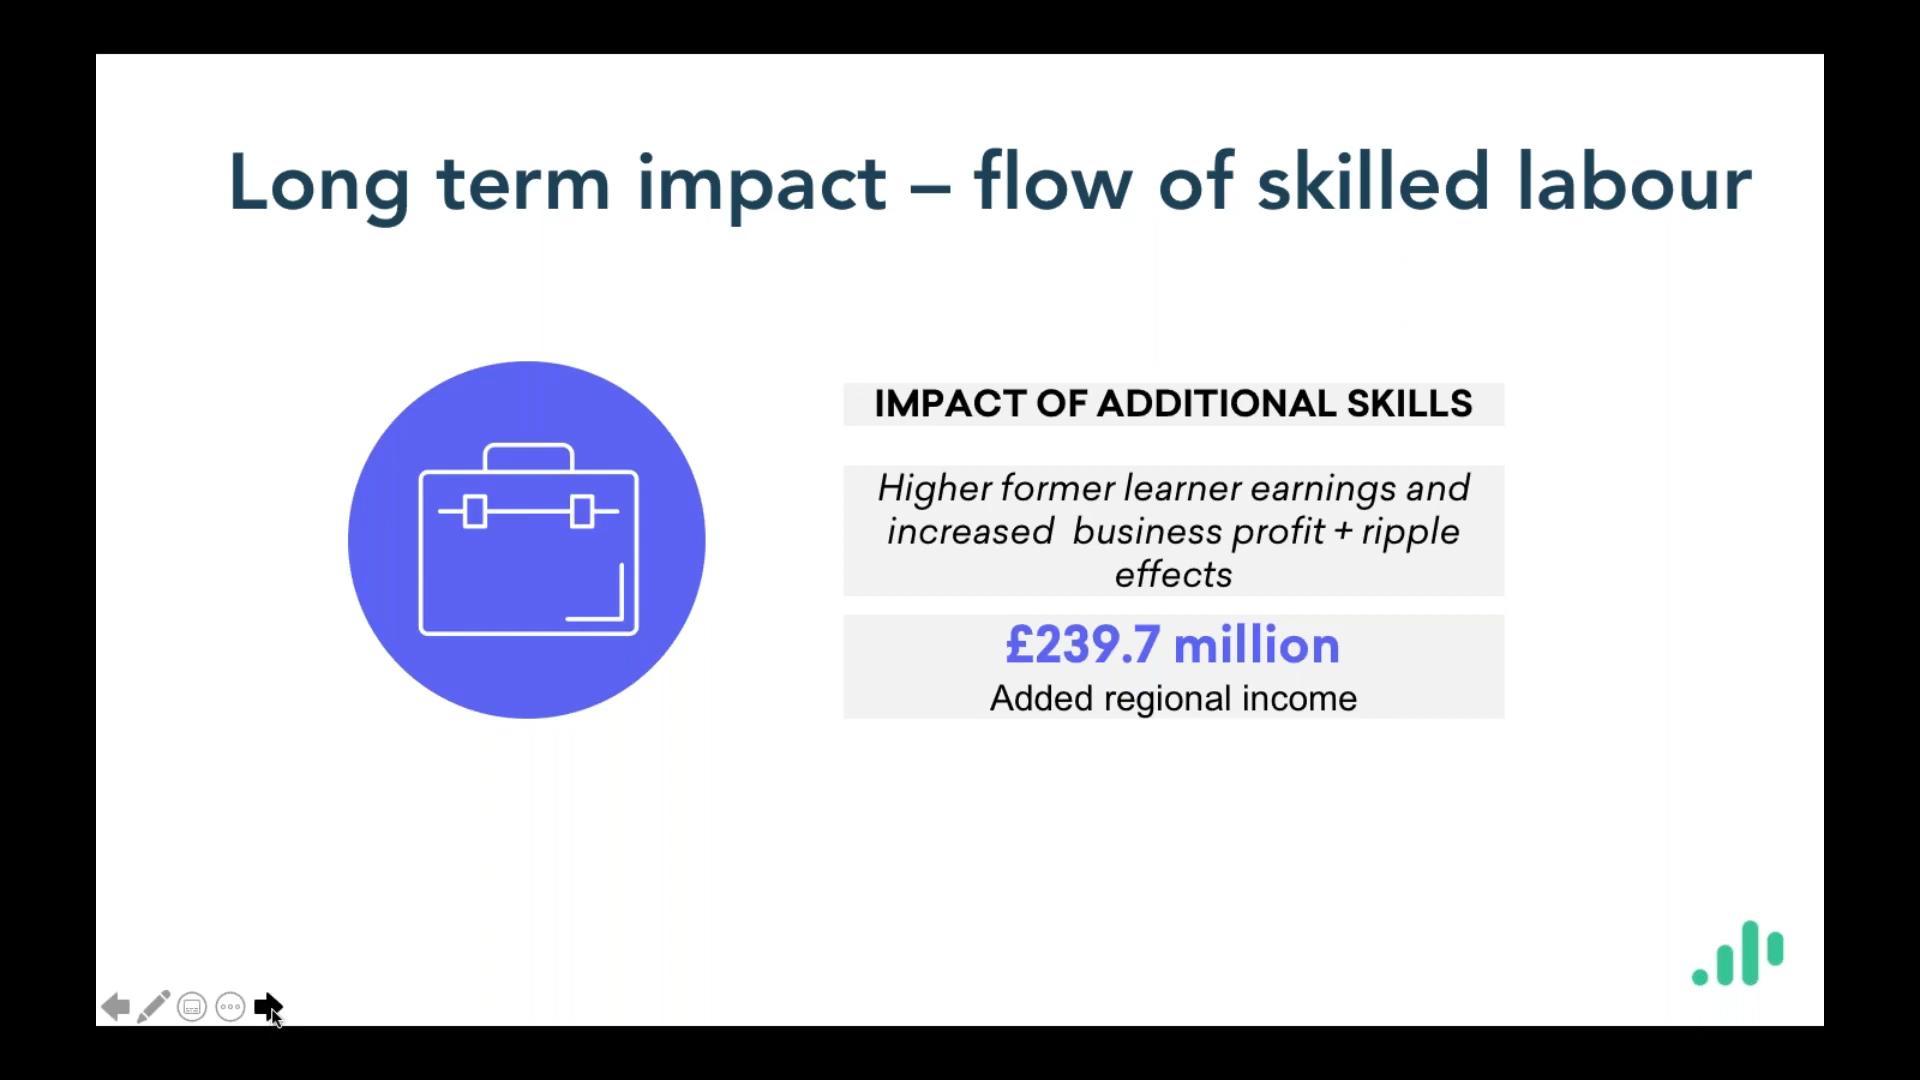 Long term impact – flow of skilled labour
IMPACT OF ADDITIONAL SKILLS
Higher former learner earnings and
increased  business profit + ripple
effects
£239.7 million
Added regional income